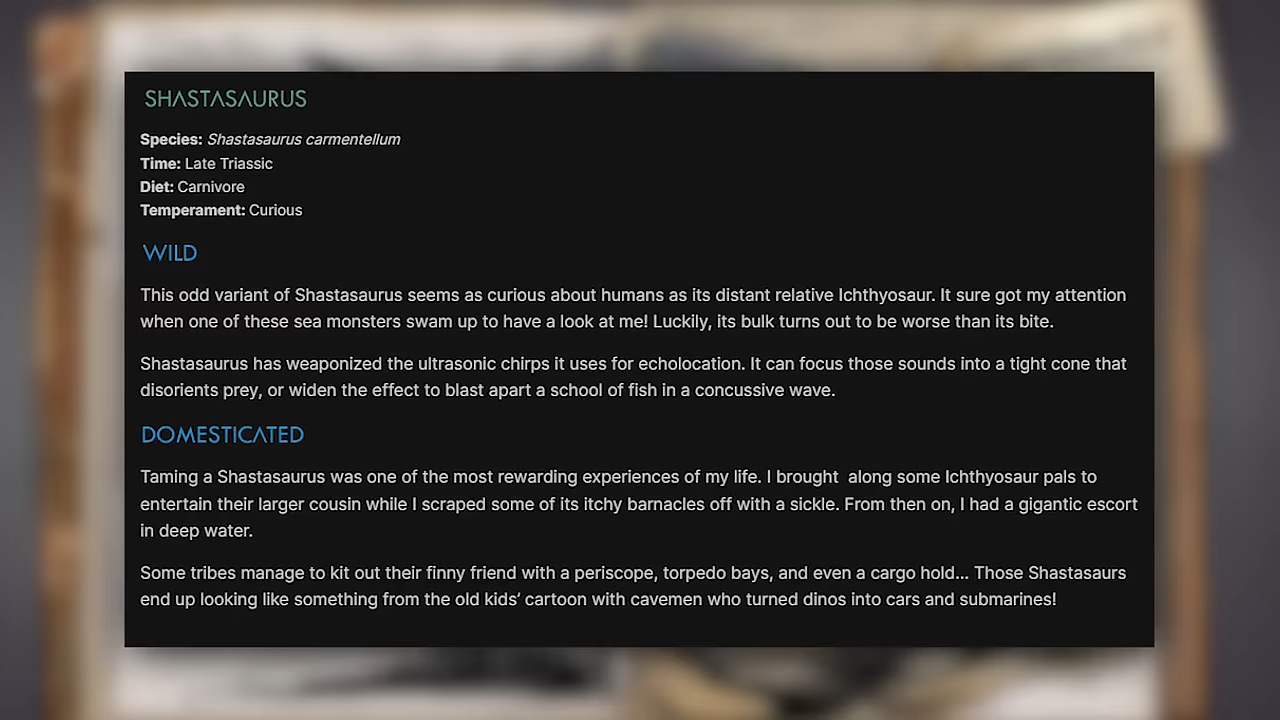 SHASTASAURUS
Species: Shastasaurus carmentellum
Time: Late Triassic
Diet: Carnivore
Temperament: Curious
WILD
This odd variant of Shastasaurus seems as curious about humans as its distant relative Ichthyosaur. It sure got my attention
when one of these sea monsters swam up to have a look at me! Luckily, its bulk turns out to be worse than its bite.
Shastasaurus has weaponized the ultrasonic chirps it uses for echolocation. It can focus those sounds into a tight cone that
disorients prey, or widen the effect to blast apart a school of fish in a concussive wave.
DOMESTICATED
Taming a Shastasaurus was one of the most rewarding experiences of my life. I brought  along some Ichthyosaur pals to
entertain their larger cousin while I scraped some of its itchy barnacles off with a sickle. From then on, I had a gigantic escort
in deep water.
Some tribes manage to kit out their finny friend with a periscope, torpedo bays, and even a cargo hold... Those Shastasaurs
end up looking like something from the old kids' cartoon with cavemen who turned dinos into cars and submarines!